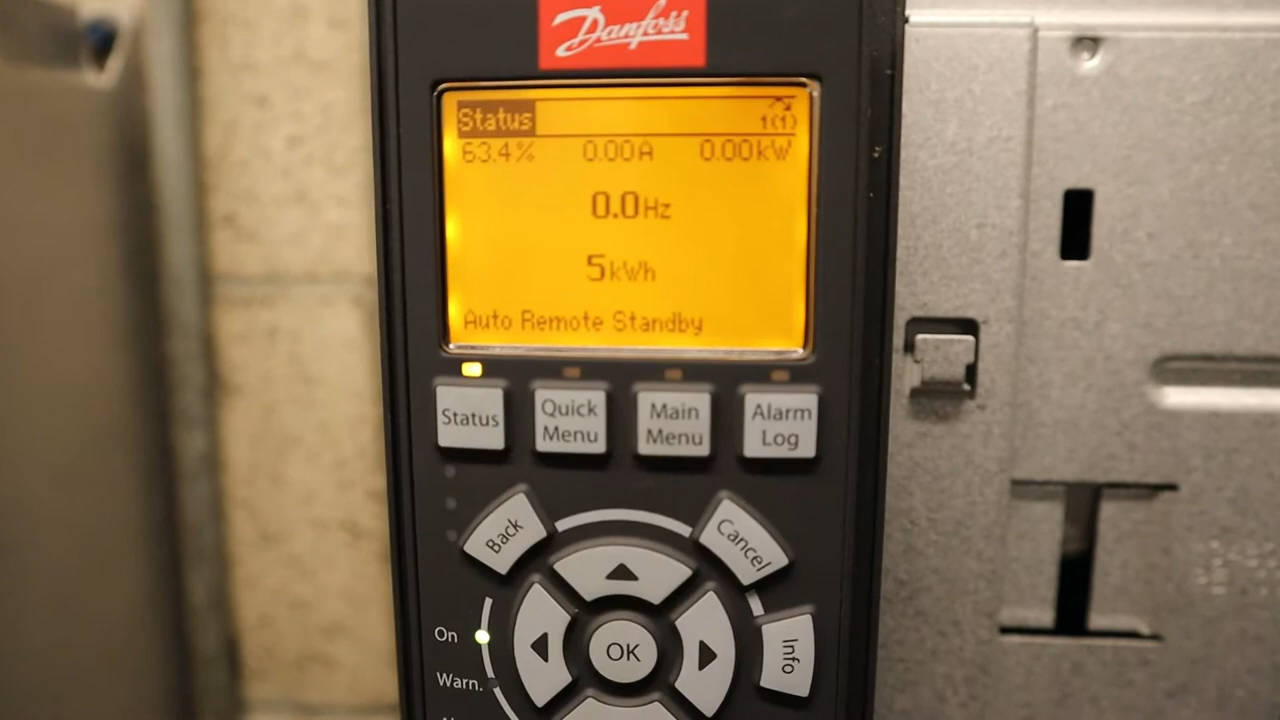 Danfoss
Status 1(1)
63.4% 0.00A 0.00kW
0.0Hz
5kWh
Auto Remote Standby
Status
Quick Menu
Main Menu
Alarm Log
Back
Cancel
On
OK
Info
Warn.